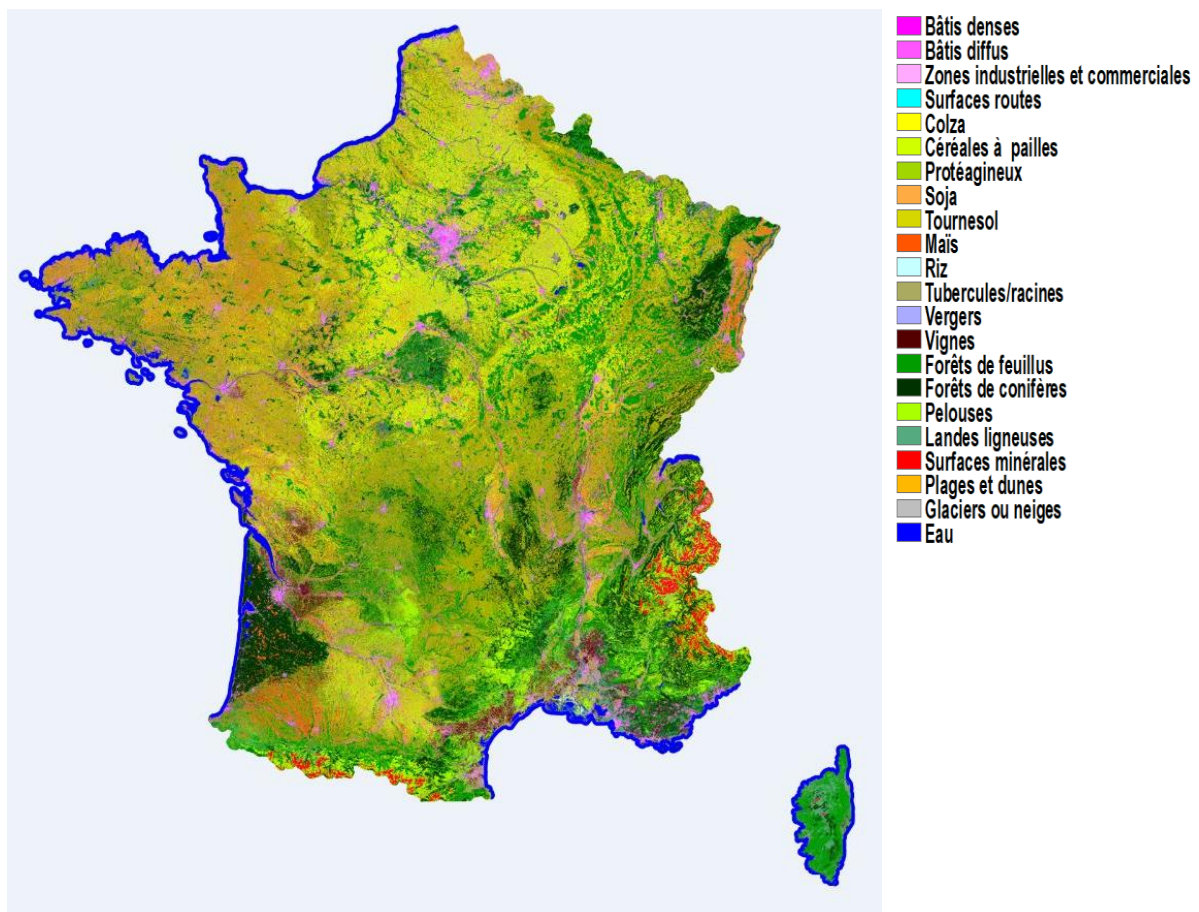 Bâtis denses
Bâtis diffus
Zones industrielles et commerciales
Surfaces routes
Colza
Céréales à pailles
Protéagineux
Soja
Tournesol
Maïs
Riz
Tubercules/racines
Vergers
Vignes
Forêts de feuillus
Forêts de conifères
Pelouses
Landes ligneuses
Surfaces minérales
Plages et dunes
Glaciers ou neiges
Eau